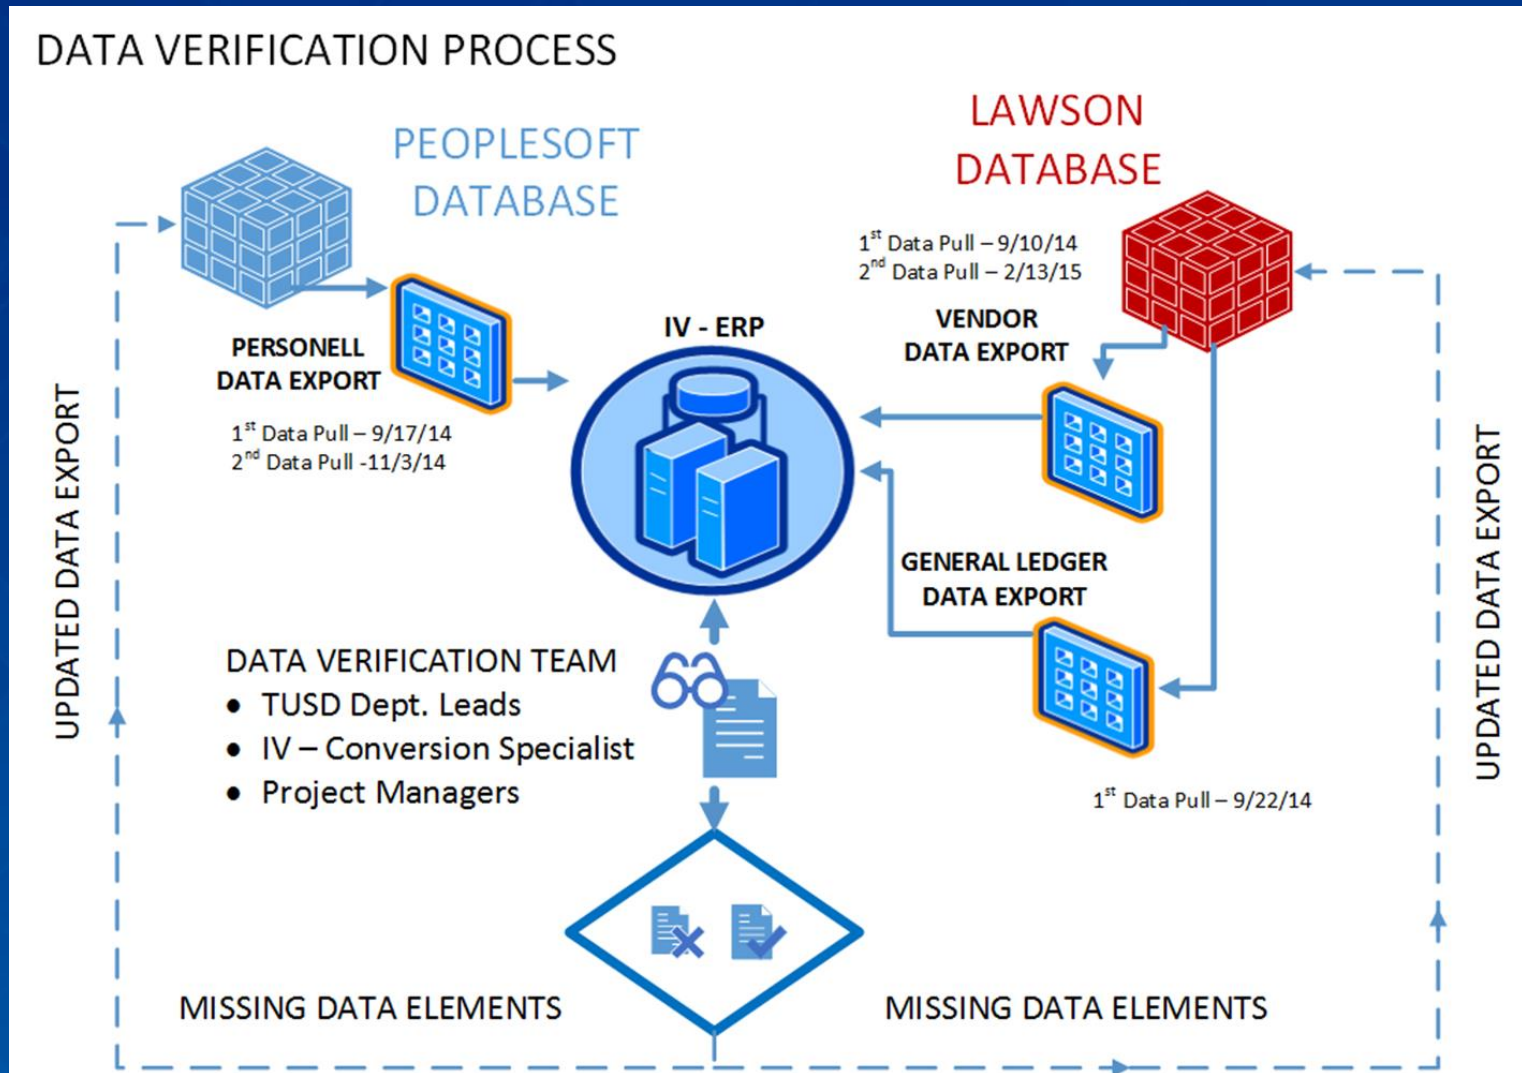 DATA VERIFICATION PROCESS
PEOPLESOFT
DATABASE
LAWSON
DATABASE
1st Data Pull – 9/10/14
2nd Data Pull – 2/13/15
VENDOR
DATA EXPORT
IV - ERP
PERSONELL
DATA EXPORT
1st Data Pull – 9/17/14
2nd Data Pull -11/3/14
UPDATED DATA EXPORT
UPDATED DATA EXPORT
GENERAL LEDGER
DATA EXPORT
DATA VERIFICATION TEAM
• TUSD Dept. Leads
• IV – Conversion Specialist
• Project Managers
1st Data Pull – 9/22/14
MISSING DATA ELEMENTS
MISSING DATA ELEMENTS